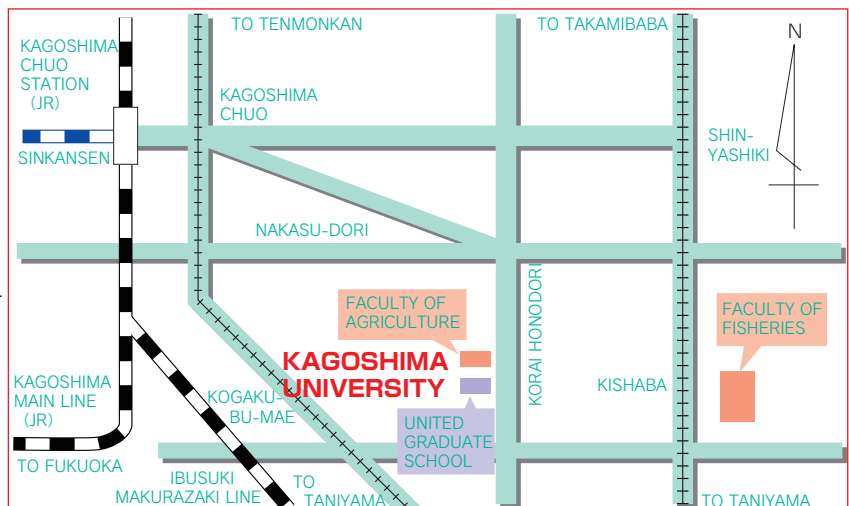 TO TENMONKAN
TO TAKAMIBABA
N
KAGOSHIMA
CHUO
STATION
(JR)
KAGOSHIMA
CHUO
SHIN-
YASHIKI
SINKANSEN
NAKASU-DORI
FACULTY OF
AGRICULTURE
FACULTY OF
FISHERIES
KORAI HONODORI
KAGOSHIMA
UNIVERSITY
KISHABA
KAGOSHIMA
MAIN LINE
(JR)
KOGAKU-
BU-MAE
UNITED
GRADUATE
SCHOOL
TO FUKUOKA
IBUSUKI
MAKURAZAKI LINE
TO
TANIYAMA
TO TANIYAMA